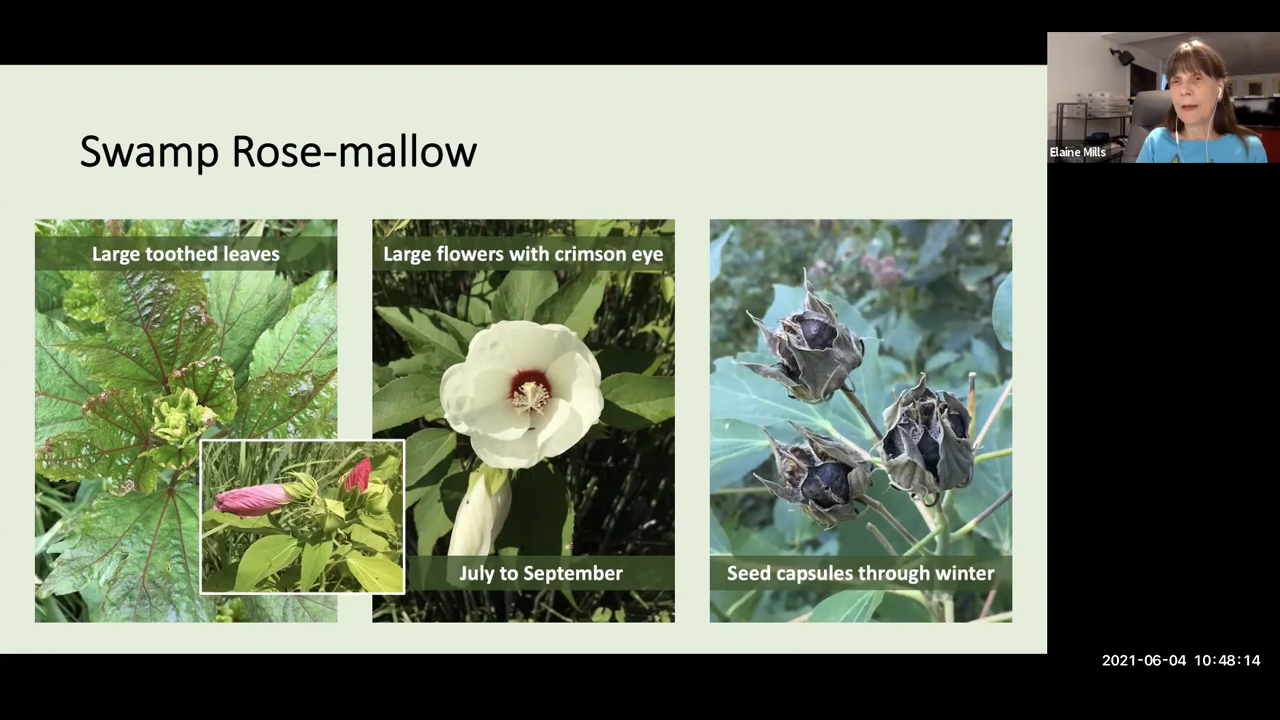 Swamp Rose-mallow
Large toothed leaves
Large flowers with crimson eye
July to September
Seed capsules through winter
Elaine Mills
2021-06-04 10:48:14